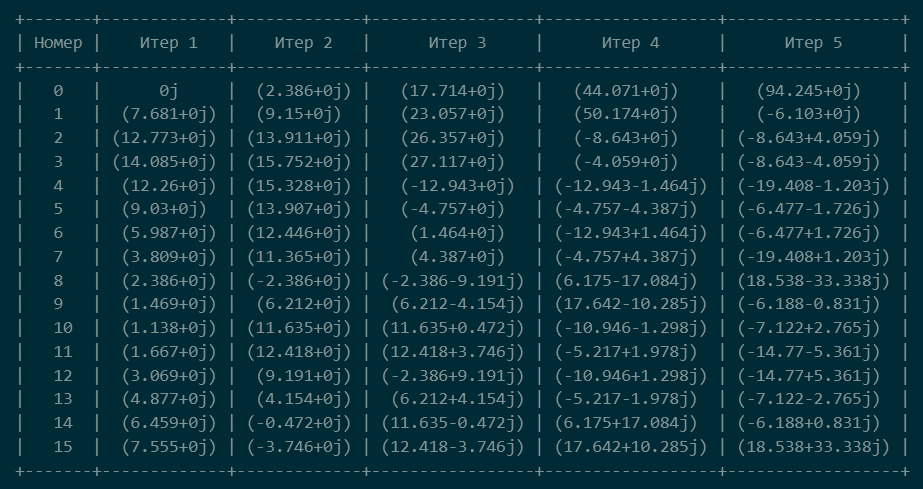 +-------+-------------+-------------+----------------+-----------------+-----------------+
| Номер |    Итер 1   |    Итер 2   |     Итер 3     |      Итер 4     |      Итер 5     |
+-------+-------------+-------------+----------------+-----------------+-----------------+
|   0   |      0j     |  (2.386+0j) |   (17.714+0j)  |   (44.071+0j)   |   (94.245+0j)   |
|   1   |  (7.681+0j) | (9.15+0j)   |   (23.057+0j)  |   (50.174+0j)   |   (-6.103+0j)   |
|   2   | (12.773+0j) | (13.911+0j) |   (26.357+0j)  |   (-8.643+0j)   | (-8.643+4.059j) |
|   3   | (14.085+0j) | (15.752+0j) |   (27.117+0j)  |   (-4.059+0j)   | (-8.643-4.059j) |
|   4   |  (12.26+0j) | (15.328+0j) |   (-12.943+0j) | (-12.943-1.464j) | (-19.408-1.203j) |
|   5   | (9.03+0j)   | (13.907+0j) |   (-4.757+0j)  | (-4.757-4.387j) | (-6.477-1.726j) |
|   6   |  (5.987+0j) | (12.446+0j) |    (1.464+0j)  | (-12.943+1.464j) | (-6.477+1.726j) |
|   7   |  (3.809+0j) | (11.365+0j) |    (4.387+0j)  | (-4.757+4.387j) | (-19.408+1.203j) |
|   8   |  (2.386+0j) | (-2.386+0j) | (-2.386-9.191j) | (6.175-17.084j) | (18.538-33.338j) |
|   9   |  (1.469+0j) |  (6.212+0j) |  (6.212-4.154j) | (17.642-10.285j) | (-6.188-0.831j) |
|   10  |  (1.138+0j) | (11.635+0j) | (11.635+0.472j) | (-10.946-1.298j) | (-7.122+2.765j) |
|   11  |  (1.667+0j) | (12.418+0j) | (12.418+3.746j) | (-5.217+1.978j) | (-14.77-5.361j) |
|   12  |  (3.069+0j) |  (9.191+0j) | (-2.386+9.191j) | (-10.946+1.298j) | (-14.77+5.361j) |
|   13  |  (4.877+0j) |  (4.154+0j) |  (6.212+4.154j) | (-5.217-1.978j) | (-7.122-2.765j) |
|   14  |  (6.459+0j) | (-0.472+0j) | (11.635-0.472j) | (6.175+17.084j) | (-6.188+0.831j) |
|   15  |  (7.555+0j) | (-3.746+0j) | (12.418-3.746j) | (17.642+10.285j) | (18.538+33.338j) |
+-------+-------------+-------------+----------------+-----------------+-----------------+